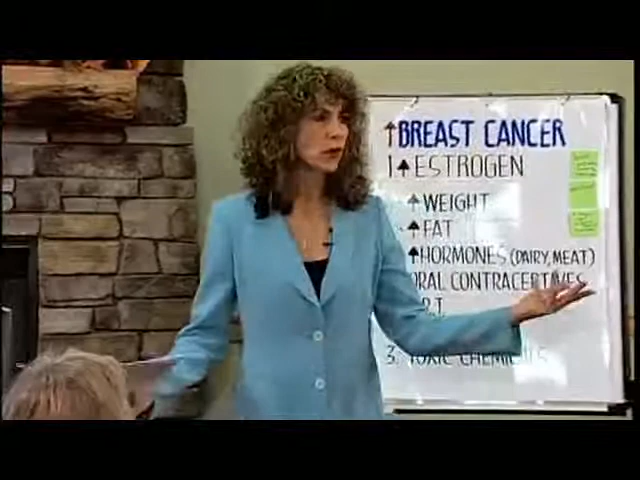 ↑BREAST CANCER
1 ↑ESTROGEN
↑WEIGHT
↑FAT
↑HORMONES (DAIRY, MEAT)
ORAL CONTRACEPTIVES
R.T
3. TOXIC CHEMICALS